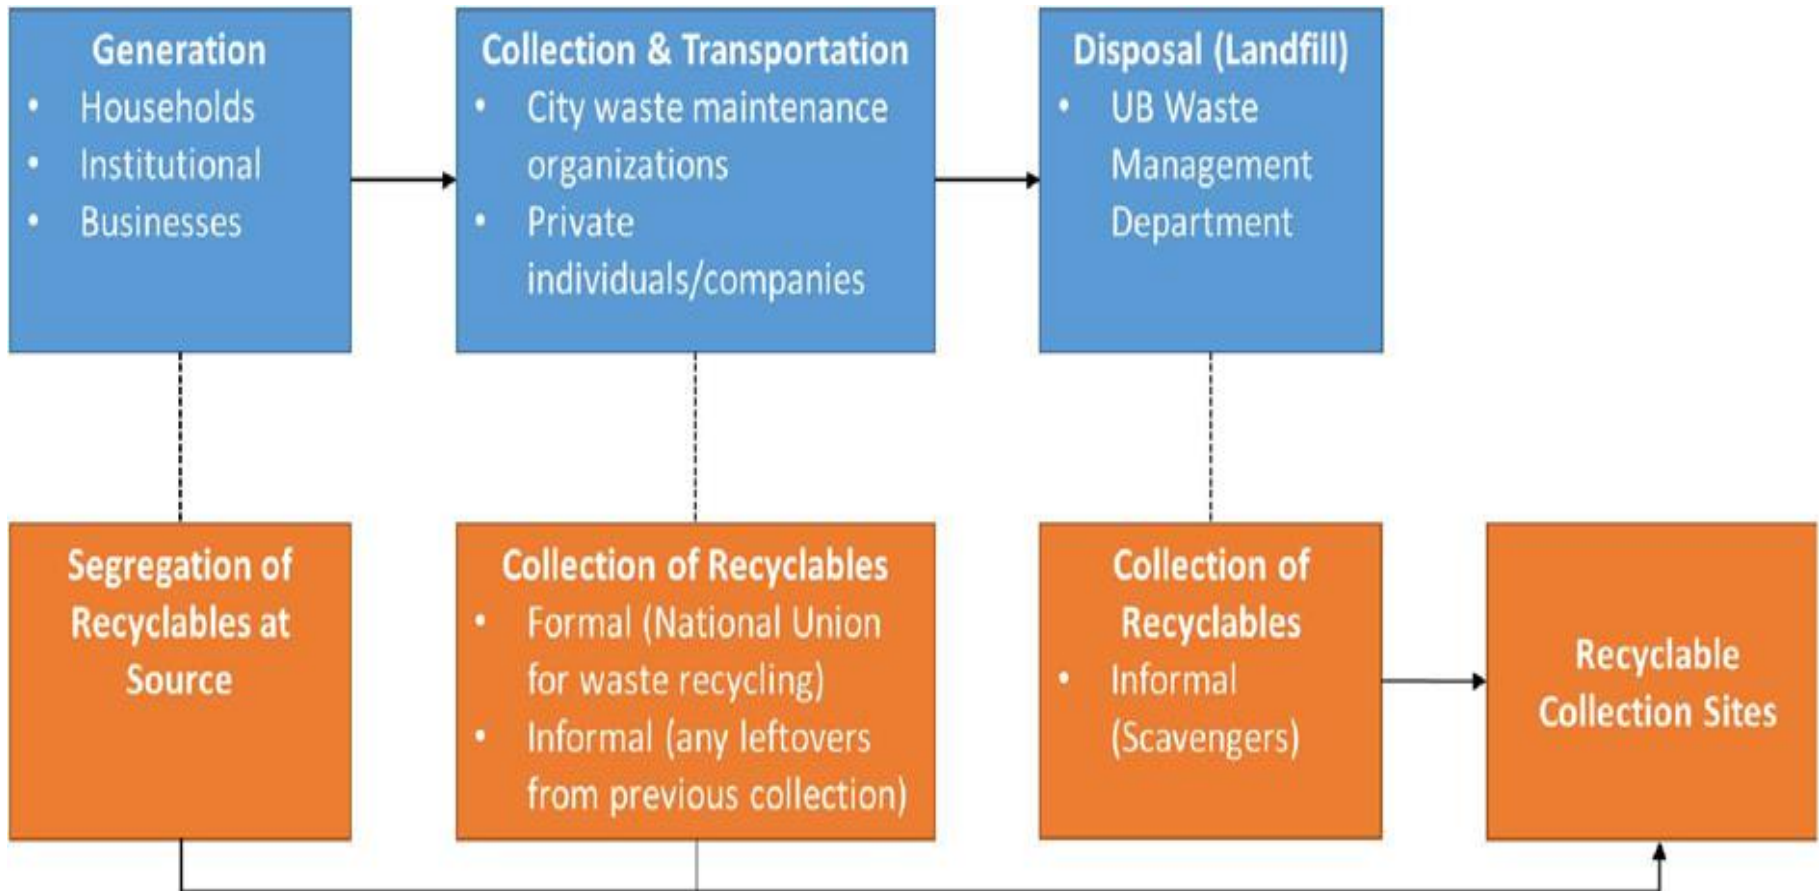 Generation
• Households
• Institutional
• Businesses
Collection & Transportation
• City waste maintenance
organizations
• Private
individuals/companies
Disposal (Landfill)
• UB Waste
Management
Department
Segregation of
Recyclables at
Source
Collection of Recyclables
• Formal (National Union
for waste recycling)
• Informal (any leftovers
from previous collection)
Collection of
Recyclables
• Informal
(Scavengers)
Recyclable
Collection Sites